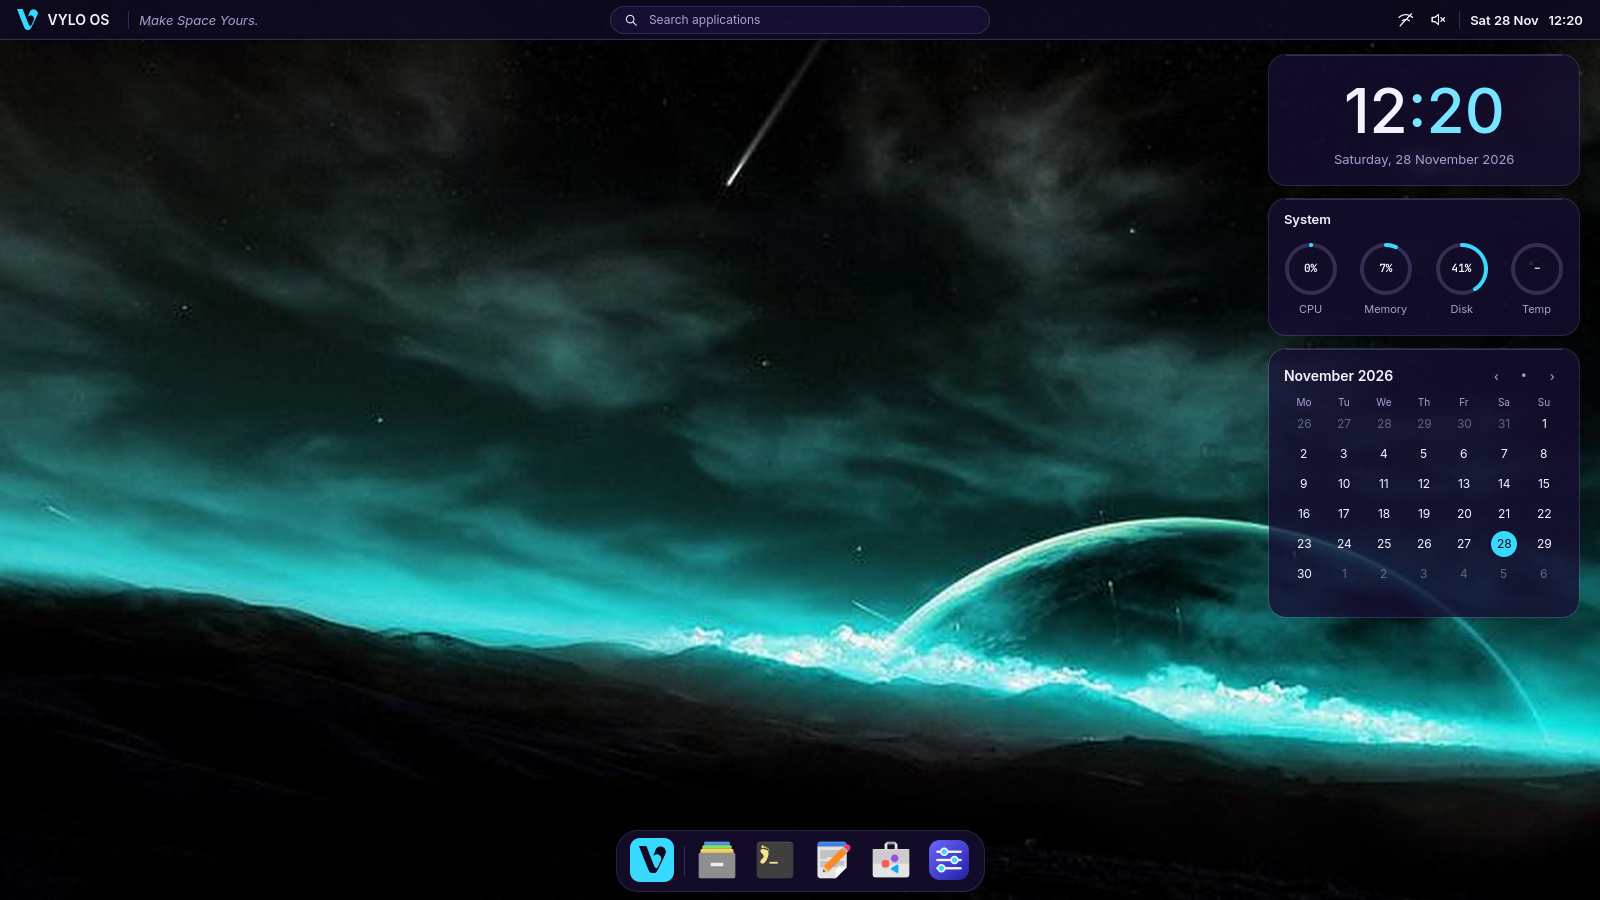 VYLO OS
Make Space Yours.
Search applications
Sat 28 Nov 12:20
12:20
Saturday, 28 November 2026
System
0% 7% 41% -
CPU Memory Disk Temp
November 2026 ‹ • ›
Mo Tu We Th Fr Sa Su
26 27 28 29 30 31 1
2 3 4 5 6 7 8
9 10 11 12 13 14 15
16 17 18 19 20 21 22
23 24 25 26 27 28 29
30 1 2 3 4 5 6